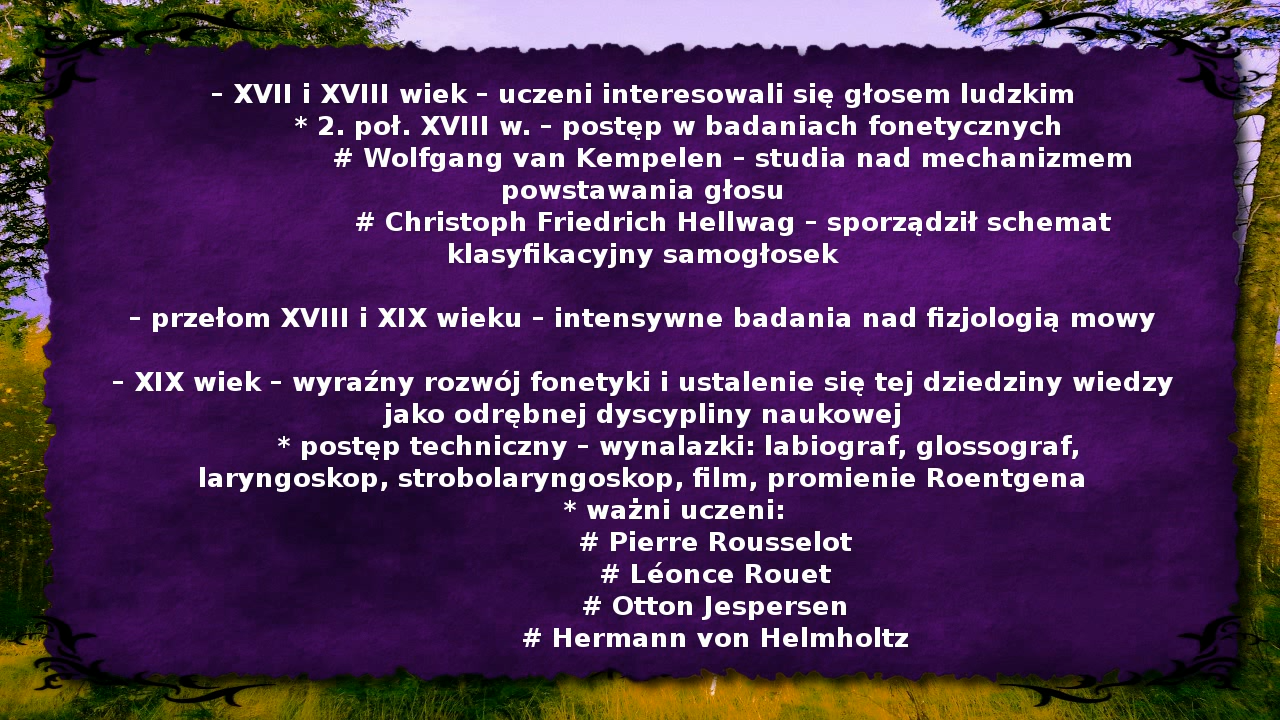 – XVII i XVIII wiek – uczeni interesowali się głosem ludzkim
* 2. poł. XVIII w. – postęp w badaniach fonetycznych
# Wolfgang van Kempelen – studia nad mechanizmem
powstawania głosu
# Christoph Friedrich Hellwag – sporządził schemat
klasyfikacyjny samogłosek
– przełom XVIII i XIX wieku – intensywne badania nad fizjologią mowy
– XIX wiek – wyraźny rozwój fonetyki i ustalenie się tej dziedziny wiedzy
jako odrębnej dyscypliny naukowej
* postęp techniczny – wynalazki: labiograf, glossograf,
laryngoskop, strobolaryngoskop, film, promienie Roentgena
* ważni uczeni:
# Pierre Rousselot
# Léonce Rouet
# Otton Jespersen
# Hermann von Helmholtz